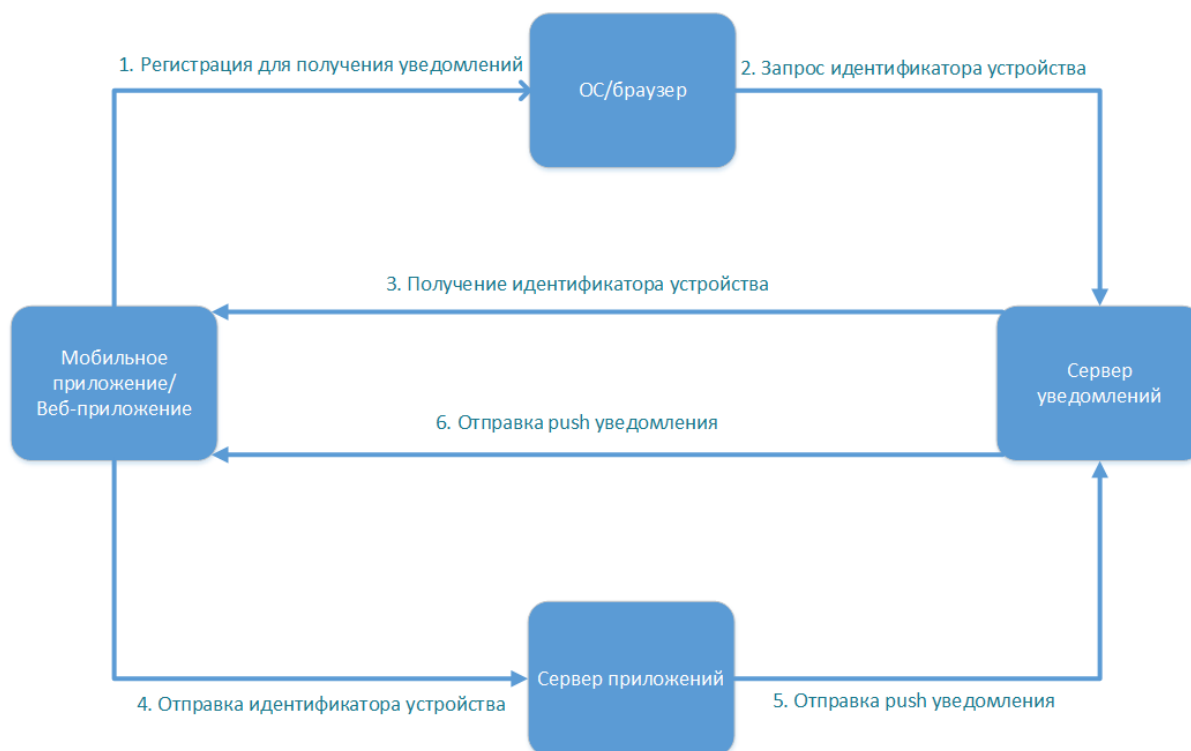 1. Регистрация для получения уведомлений
ОС/браузер
2. Запрос идентификатора устройства
3. Получение идентификатора устройства
Мобильное
приложение/
Веб-приложение
Сервер
уведомлений
6. Отправка push уведомления
4. Отправка идентификатора устройства
Сервер приложений
5. Отправка push уведомления